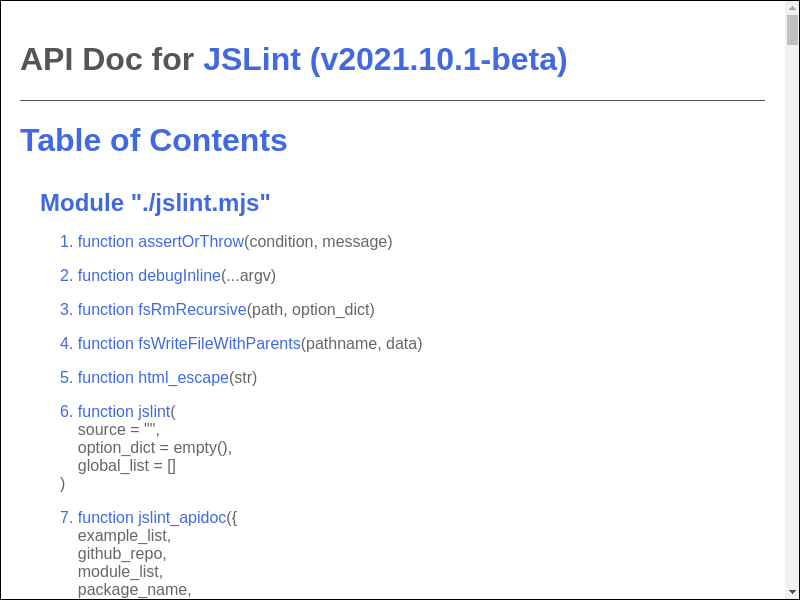 API Doc for JSLint (v2021.10.1-beta)
Table of Contents
Module "./jslint.mjs"
1. function assertOrThrow(condition, message)
2. function debugInline(...argv)
3. function fsRmRecursive(path, option_dict)
4. function fsWriteFileWithParents(pathname, data)
5. function html_escape(str)
6. function jslint(
source = "",
option_dict = empty(),
global_list = []
)
7. function jslint_apidoc({
example_list,
github_repo,
module_list,
package_name,